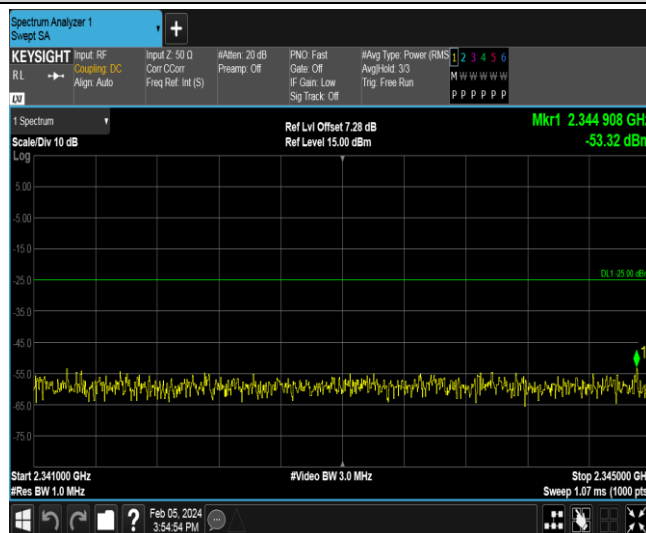 Spectrum Analyzer 1
Swept SA
+
KEYSIGHT Input: RF Input Z: 50 Ω #Atten: 20 dB PNO: Fast #Avg Type: Power (RMS 1 2 3 4 5 6
RL Coupling: DC Corr CCorr Preamp: Off Gate: Off Avg|Hold: 3/3 M W W W W W
Align: Auto Freq Ref: Int (S) IF Gain: Low Trig: Free Run
Sig Track: Off P P P P P P
LXI
1 Spectrum Ref Lvl Offset 7.28 dB Mkr1 2.344 908 GHz
Scale/Div 10 dB Ref Level 15.00 dBm -53.32 dBm
Log
5.00
-5.00
-15.0
-25.0 DL1 -25.00 dBm
-35.0
-45.0
1
-55.0
-65.0
-75.0
Start 2.341000 GHz #Video BW 3.0 MHz Stop 2.345000 GH
#Res BW 1.0 MHz Sweep 1.07 ms (1000 pts
? Feb 05, 2024
3:54:54 PM